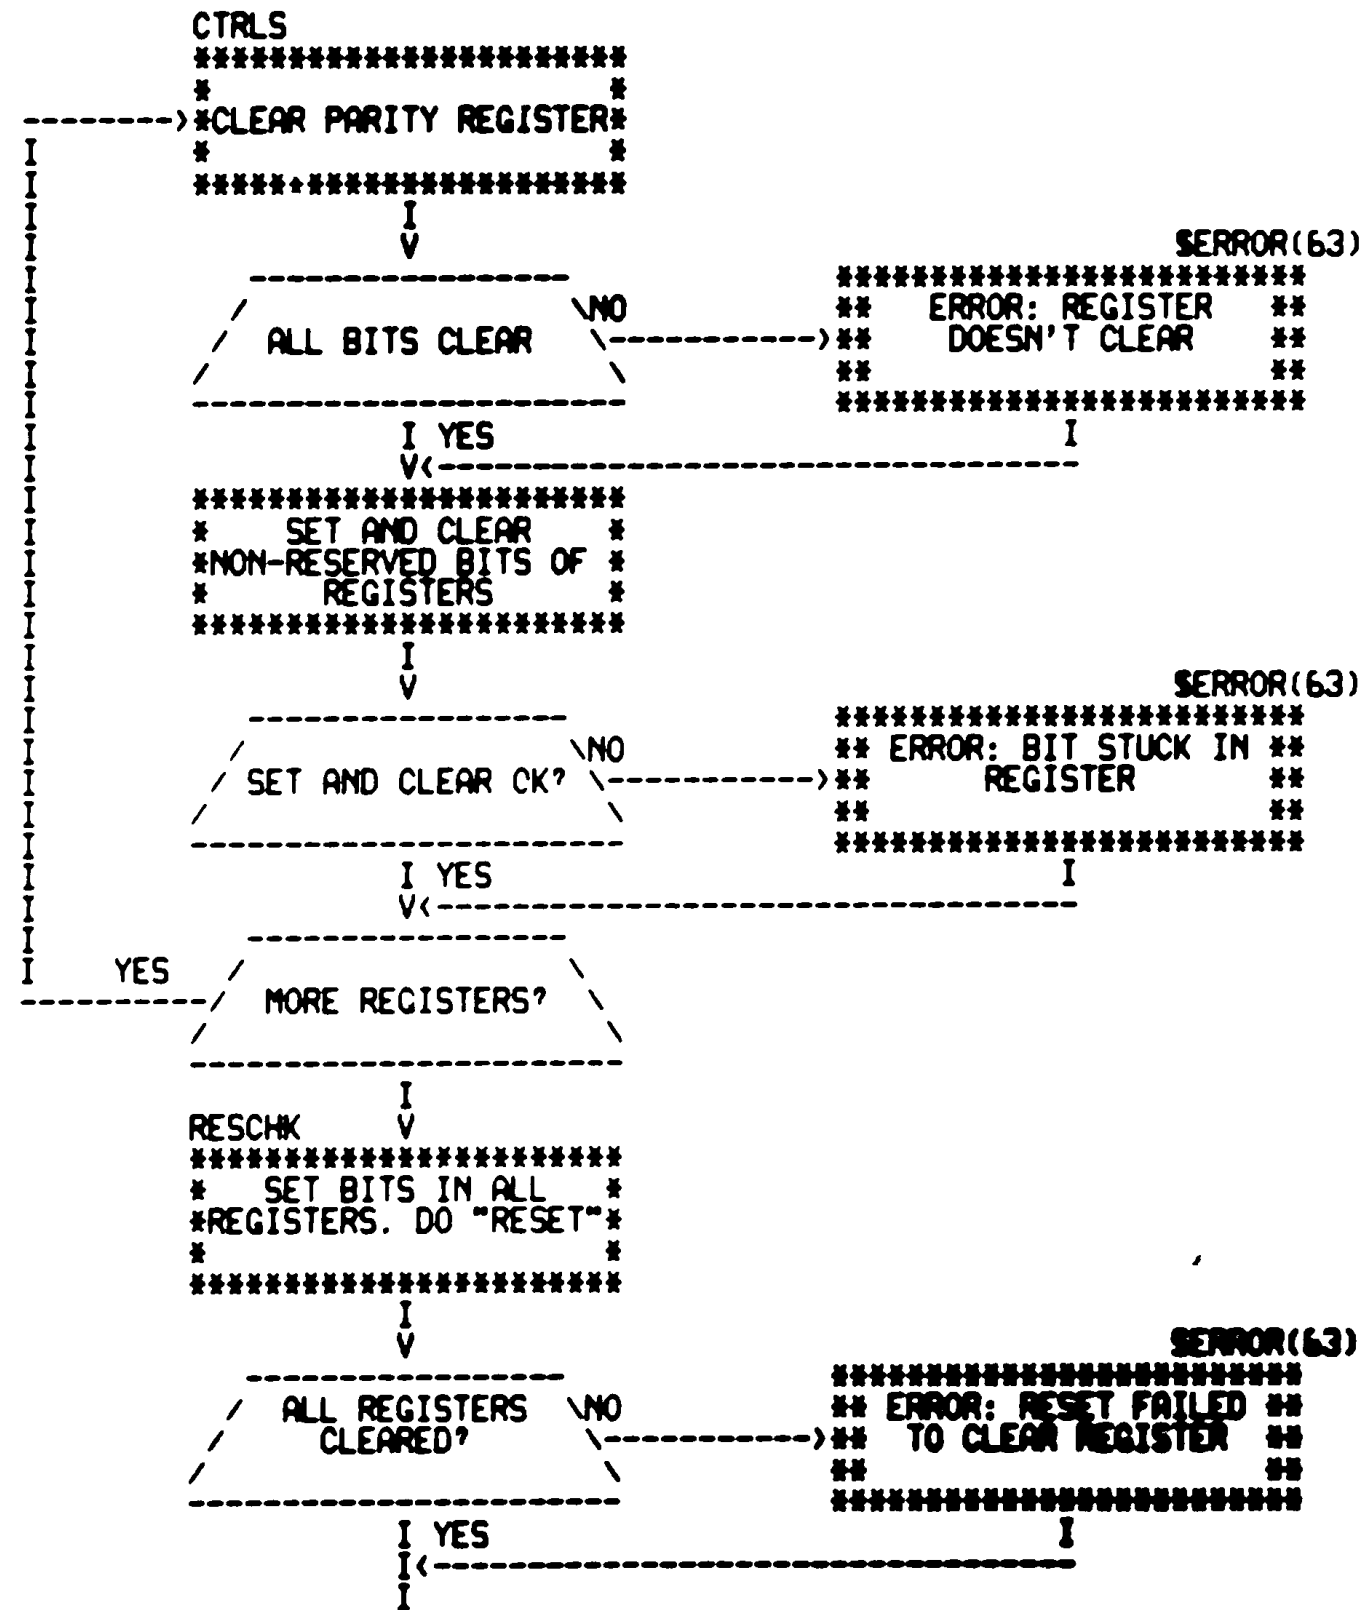 CTRLS
CLEAR PARITY REGISTER
$ERROR(63)
ALL BITS CLEAR
NO
ERROR: REGISTER
DOESN'T CLEAR
YES
SET AND CLEAR
NON-RESERVED BITS OF
REGISTERS
$ERROR(63)
SET AND CLEAR CK?
NO
ERROR: BIT STUCK IN
REGISTER
YES
YES
MORE REGISTERS?
RESCHK
SET BITS IN ALL
REGISTERS. DO "RESET"
$ERROR(63)
ALL REGISTERS
CLEARED?
NO
ERROR: RESET FAILED
TO CLEAR REGISTER
YES